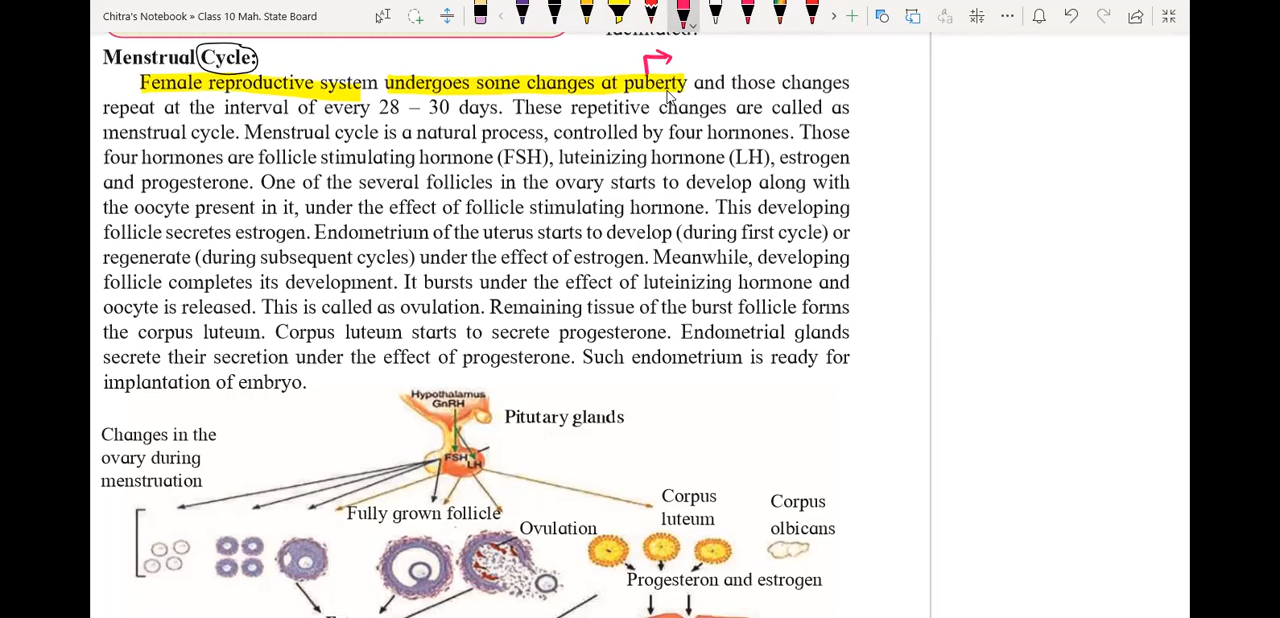 Chitra's Notebook » Class 10 Mah. State Board
Menstrual Cycle:
Female reproductive system undergoes some changes at puberty and those changes
repeat at the interval of every 28 – 30 days. These repetitive changes are called as
menstrual cycle. Menstrual cycle is a natural process, controlled by four hormones. Those
four hormones are follicle stimulating hormone (FSH), luteinizing hormone (LH), estrogen
and progesterone. One of the several follicles in the ovary starts to develop along with
the oocyte present in it, under the effect of follicle stimulating hormone. This developing
follicle secretes estrogen. Endometrium of the uterus starts to develop (during first cycle) or
regenerate (during subsequent cycles) under the effect of estrogen. Meanwhile, developing
follicle completes its development. It bursts under the effect of luteinizing hormone and
oocyte is released. This is called as ovulation. Remaining tissue of the burst follicle forms
the corpus luteum. Corpus luteum starts to secrete progesterone. Endometrial glands
secrete their secretion under the effect of progesterone. Such endometrium is ready for
implantation of embryo.
Hypothalamus
GnRH
Pitutary glands
Changes in the
ovary during
menstruation
FSH
LH
Fully grown follicle
Ovulation
Corpus
luteum
Corpus
olbicans
Progesteron and estrogen